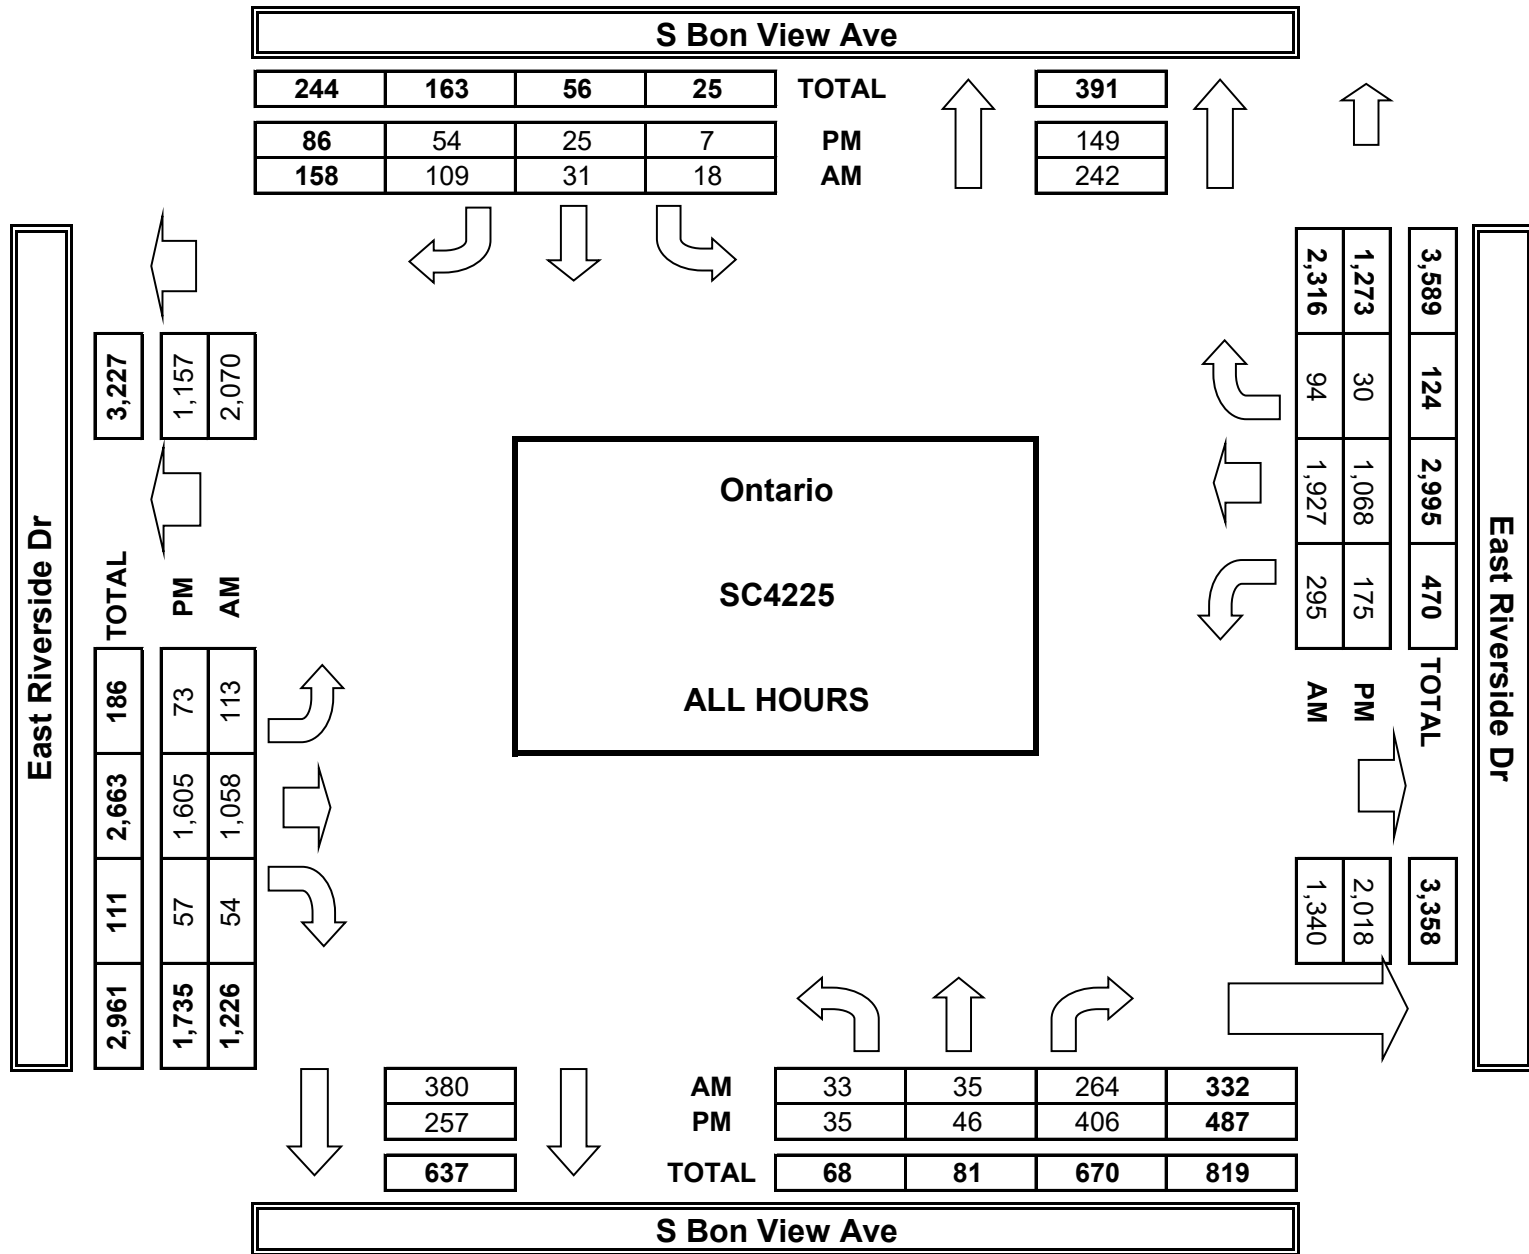 S Bon View Ave
244 163 56 25 TOTAL 391
86 54 25 7 PM 149
158 109 31 18 AM 242
East Riverside Dr
3,227 1,157 2,070
TOTAL PM AM
186 73 113
2,663 1,605 1,058
111 57 54
2,961 1,735 1,226
Ontario
SC4225
ALL HOURS
2,316 1,273 3,589
94 30 124
1,927 1,068 2,995
295 175 470
AM PM TOTAL
1,340 2,018 3,358
East Riverside Dr
380 AM 33 35 264 332
257 PM 35 46 406 487
637 TOTAL 68 81 670 819
S Bon View Ave